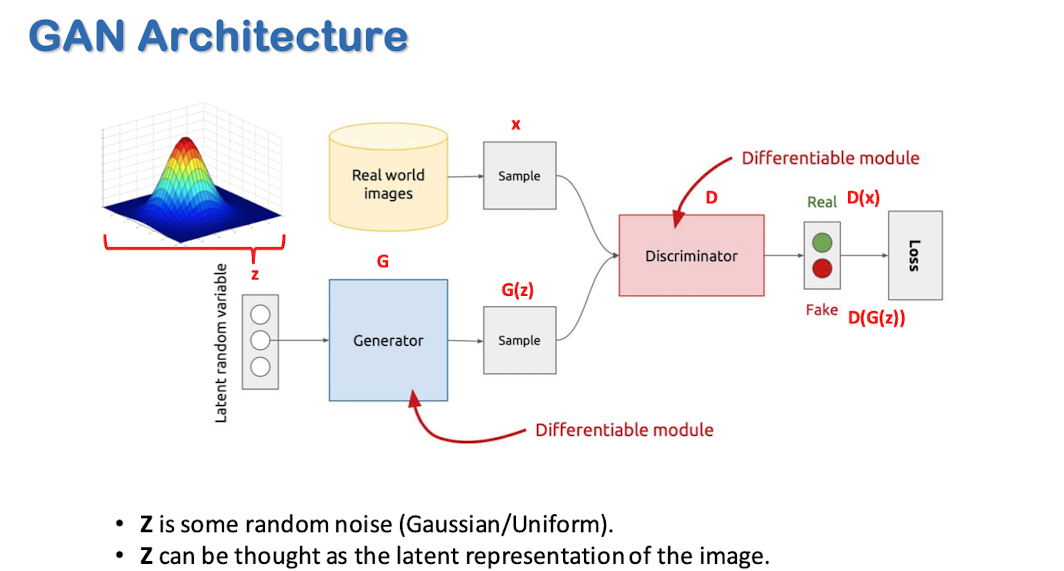 GAN Architecture
x
Real world
images
Sample
Differentiable module
D
Real
D(x)
Discriminator
Loss
Fake
D(G(z))
z
Latent random variable
G
Generator
G(z)
Sample
Differentiable module
• Z is some random noise (Gaussian/Uniform).
• Z can be thought as the latent representation of the image.